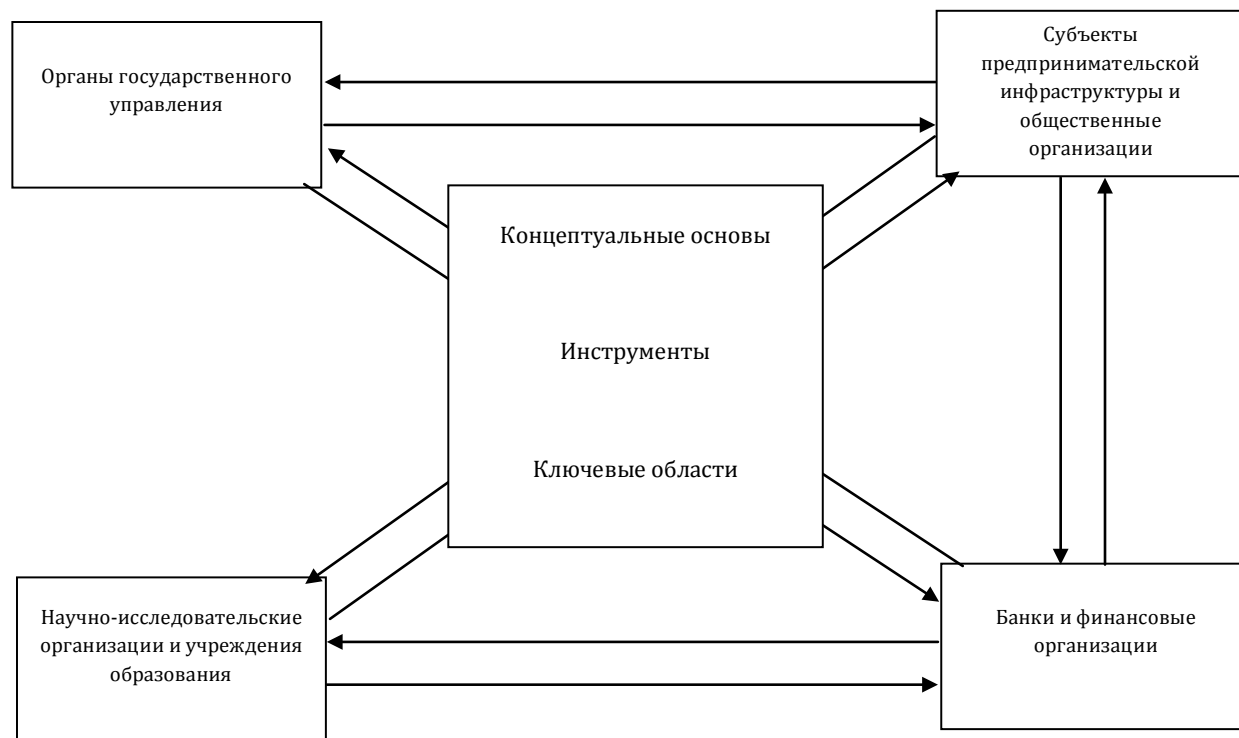 Органы государственного
управления
Субъекты
предпринимательской
инфраструктуры и
общественные
организации
Концептуальные основы
Инструменты
Ключевые области
Научно-исследовательские
организации и учреждения
образования
Банки и финансовые
организации